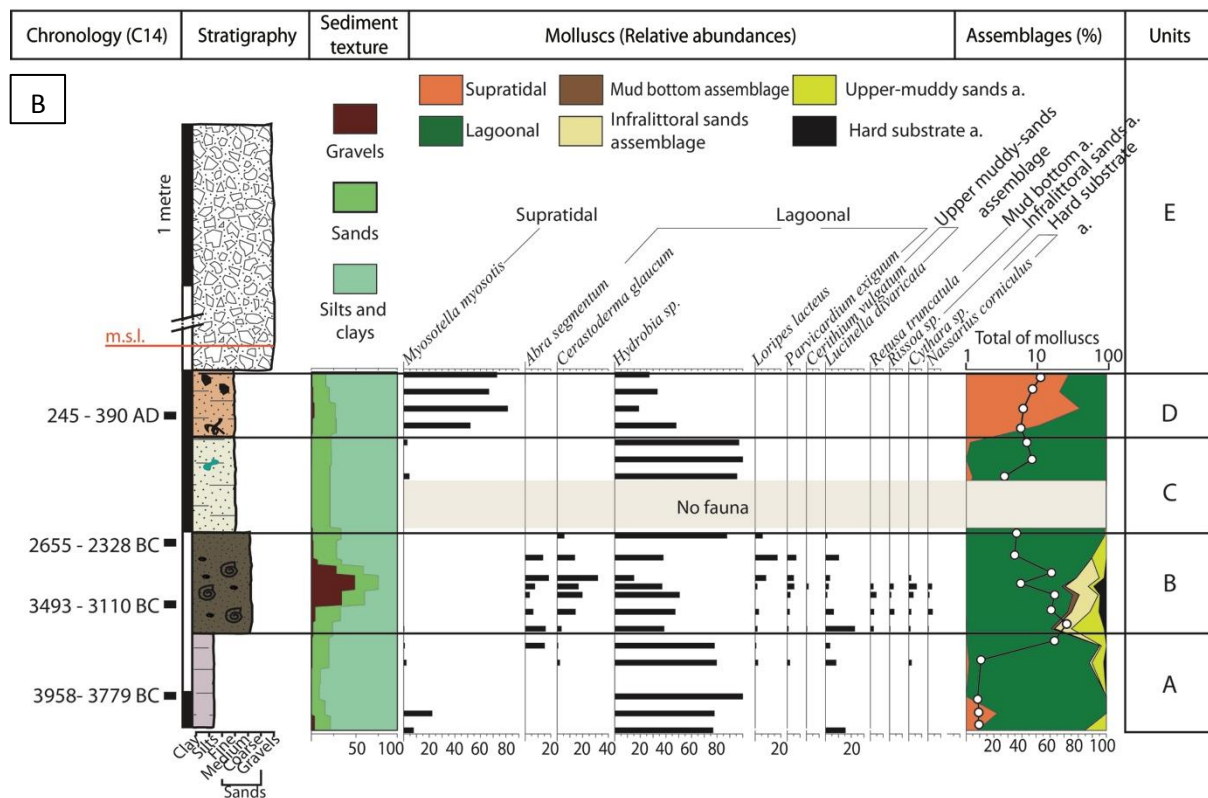 Chronology (C14)
Stratigraphy
Sediment
texture
Molluscs (Relative abundances)
Assemblages (%)
Units
B
Supratidal
Mud bottom assemblage
Upper-muddy sands a.
Lagoonal
Infralittoral sands
assemblage
Hard substrate a.
Gravels
Sands
Silts and
clays
1 metre
m.s.l.
Supratidal
Lagoonal
Upper muddy-sands
assemblage
Mud bottom a.
Infralittoral sands a.
Hard substrate
a.
Myosotella myosotis
Abra segmentum
Cerastoderma glaucum
Hydrobia sp.
Loripes lacteus
Parvicardium exiguum
Cerithium vulgatum
Lucinella divaricata
Retusa truncatula
Rissoa sp.
Cythara sp.
Nassarius corniculus
Total of molluscs
1 10 100
E
245 - 390 AD
D
No fauna
C
2655 - 2328 BC
3493 - 3110 BC
B
3958- 3779 BC
A
50 100
20 40 60 80
20
20
20 40 60 80
20
20
20 40 60 80 100%
Clay
Silts
Fine
Medium
Coarse
Gravels
Sands